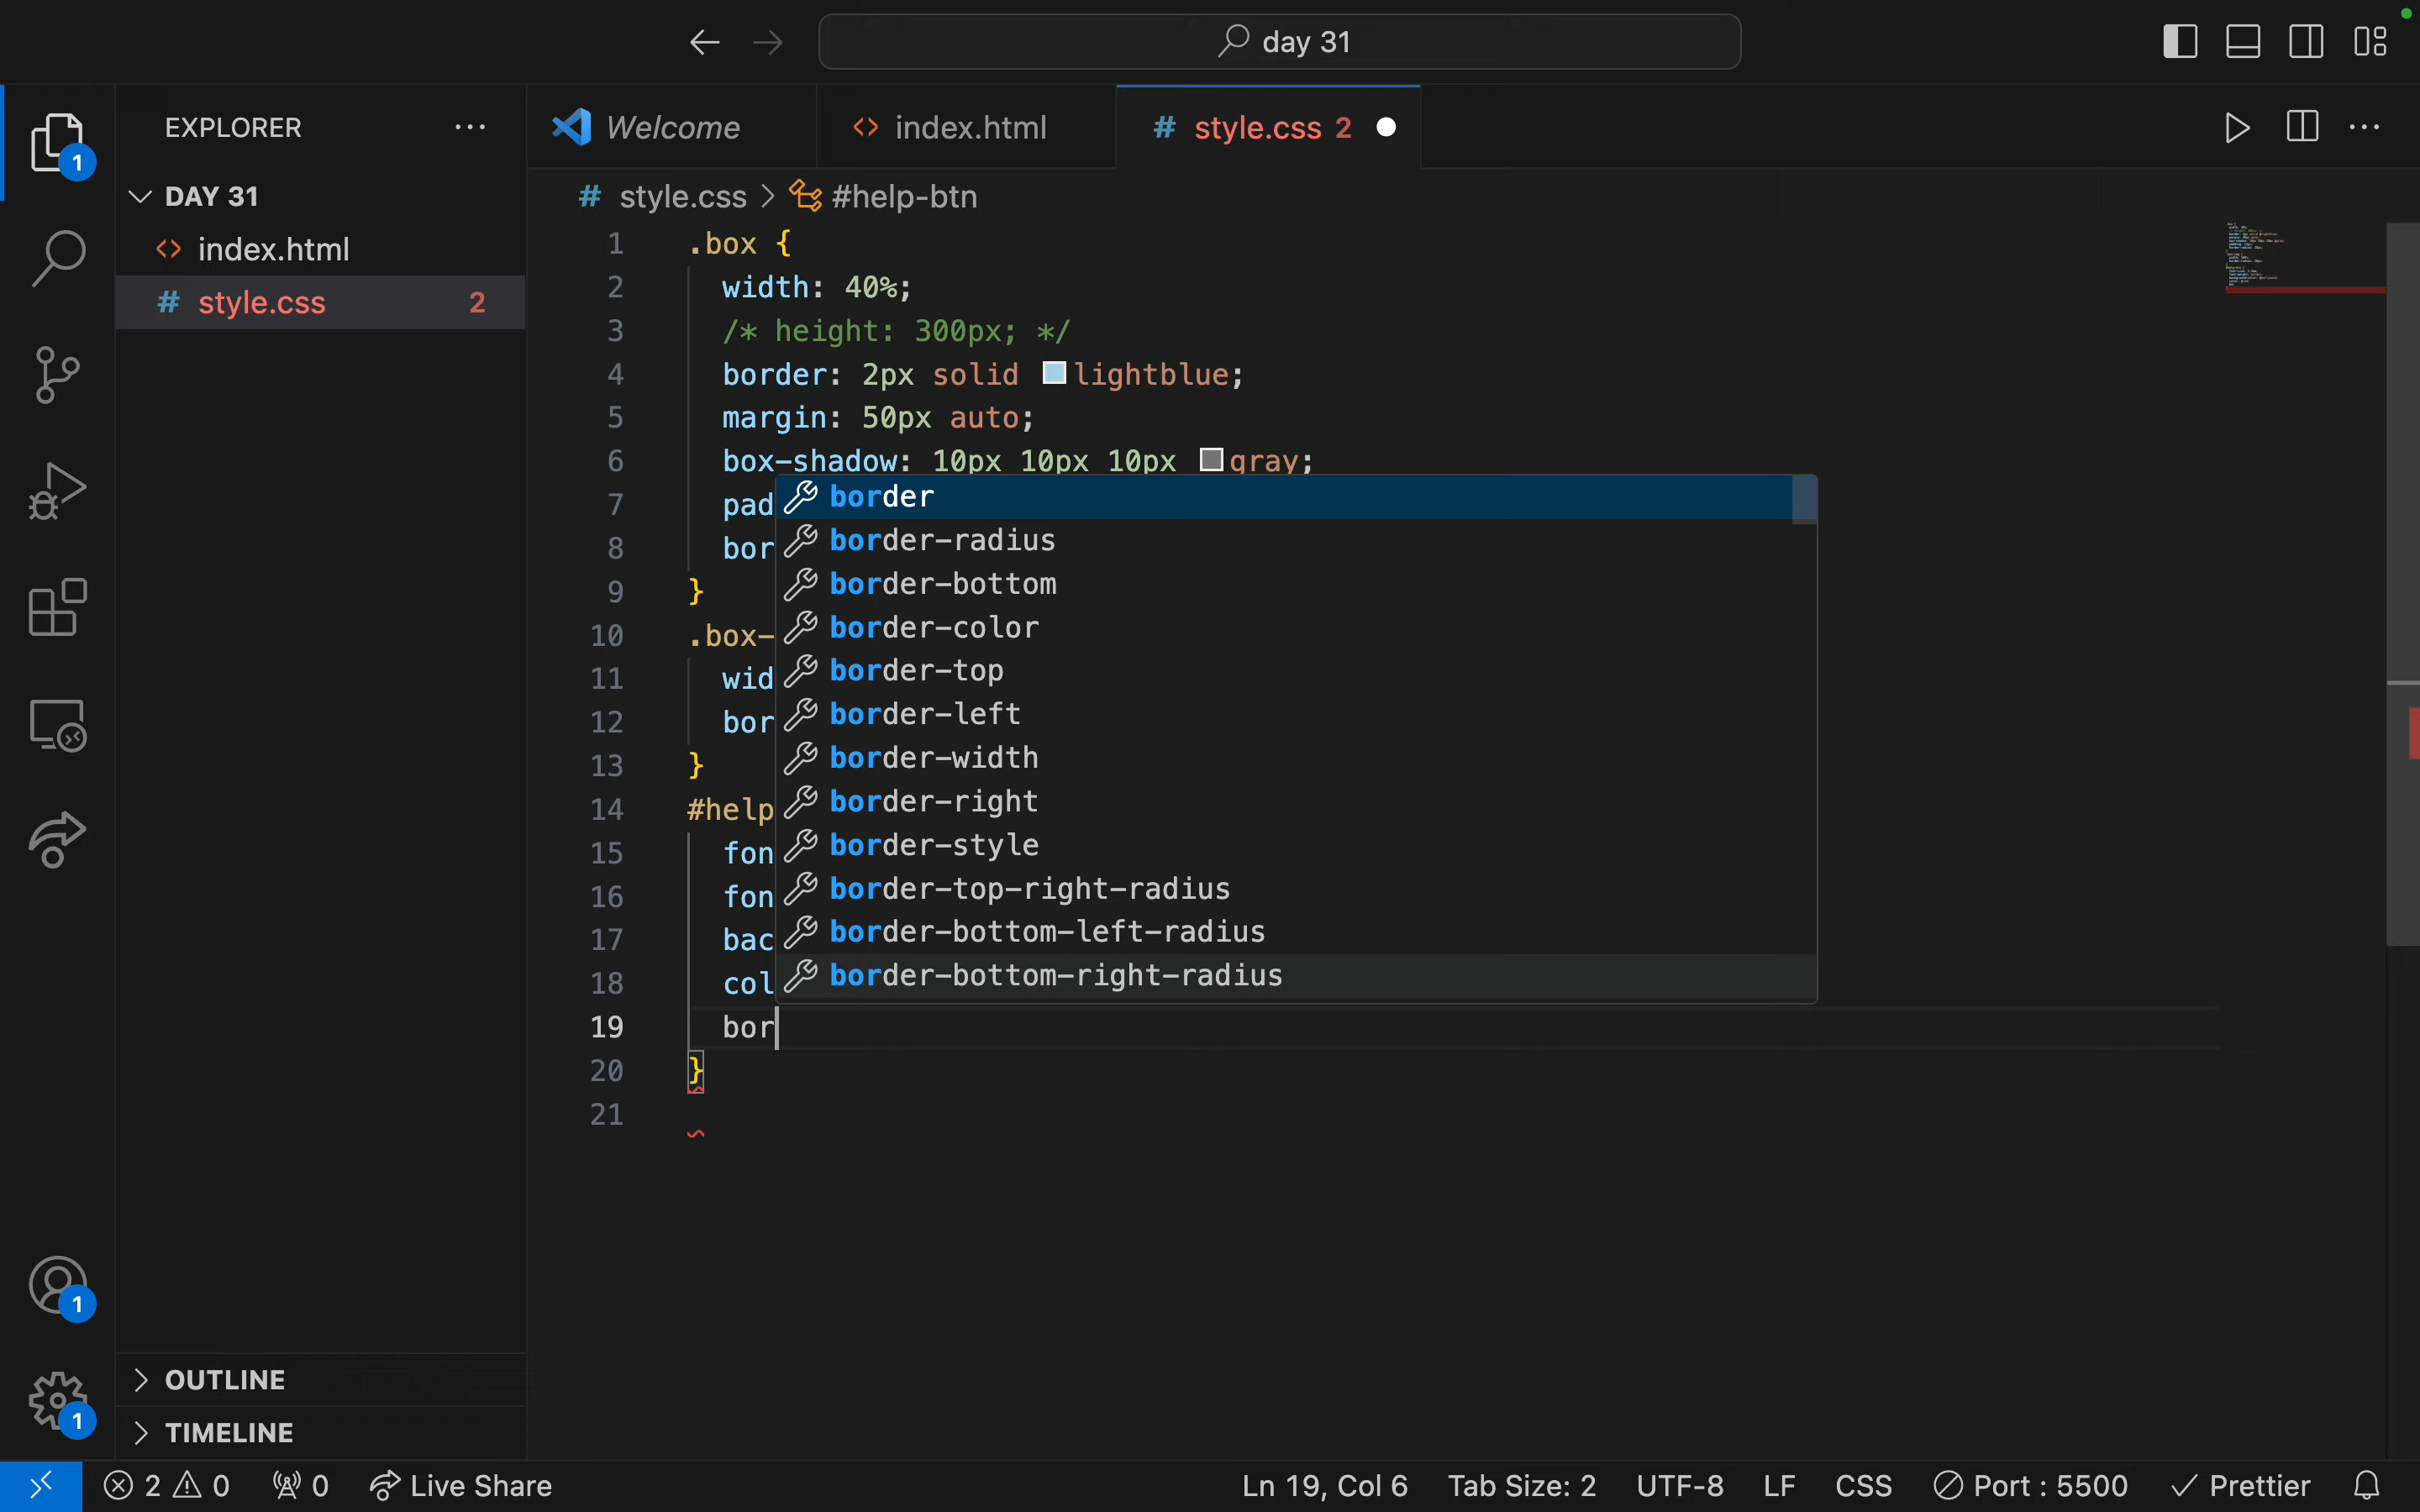 day 31
EXPLORER
Welcome
index.html
style.css 2
DAY 31
index.html
style.css 2
style.css > #help-btn
1 .box {
2 width: 40%;
3 /* height: 300px; */
4 border: 2px solid lightblue;
5 margin: 50px auto;
6 box-shadow: 10px 10px 10px gray;
7 pad
8 bor
9 }
10 .box-
11 wid
12 bor
13 }
14 #help
15 fon
16 fon
17 bac
18 col
19 bor
20 }
21
border
border-radius
border-bottom
border-color
border-top
border-left
border-width
border-right
border-style
border-top-right-radius
border-bottom-left-radius
border-bottom-right-radius
1
1
1
OUTLINE
TIMELINE
2 0 0 Live Share Ln 19, Col 6 Tab Size: 2 UTF-8 LF CSS Port : 5500 Prettier